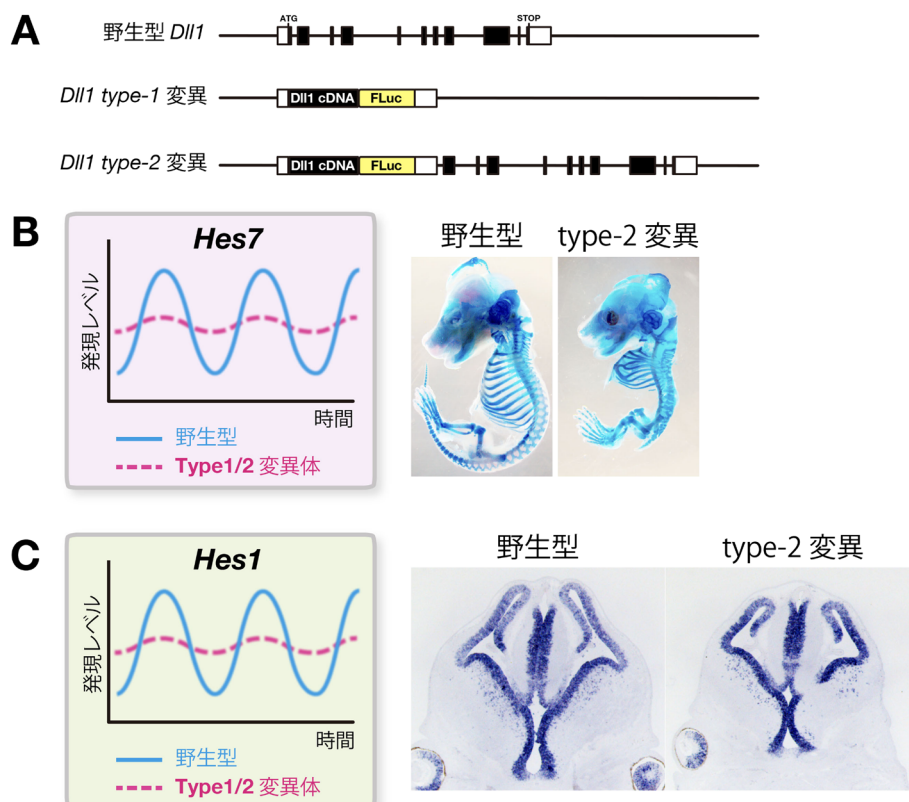 A
野生型 Dll1
ATG
STOP
Dll1 type-1 変異
Dll1 cDNA
FLuc
Dll1 type-2 変異
Dll1 cDNA
FLuc
B
Hes7
発現レベル
時間
野生型
Type1/2 変異体
野生型
type-2 変異
C
Hes1
発現レベル
時間
野生型
Type1/2 変異体
野生型
type-2 変異